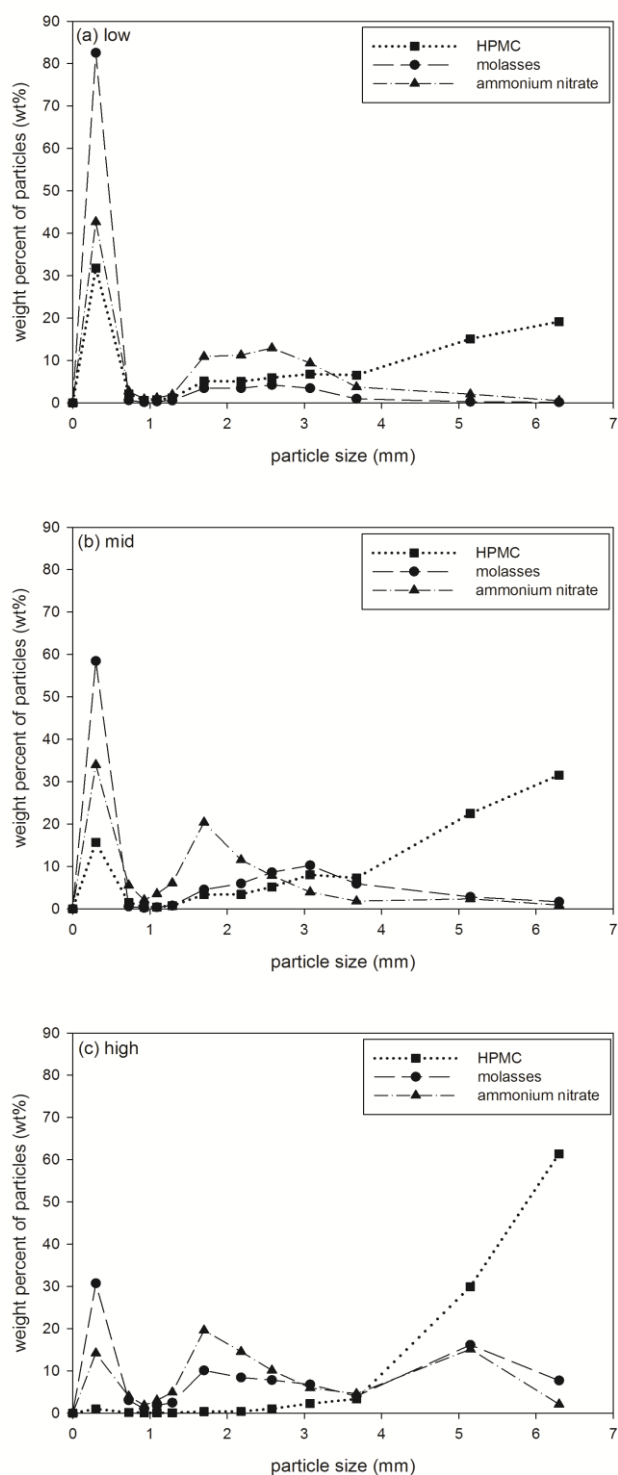 (a) low
HPMC
molasses
ammonium nitrate
weight percent of particles (wt%)
90
80
70
60
50
40
30
20
10
0
0 1 2 3 4 5 6 7
particle size (mm)
(b) mid
HPMC
molasses
ammonium nitrate
weight percent of particles (wt%)
90
80
70
60
50
40
30
20
10
0
0 1 2 3 4 5 6 7
particle size (mm)
(c) high
HPMC
molasses
ammonium nitrate
weight percent of particles (wt%)
90
80
70
60
50
40
30
20
10
0
0 1 2 3 4 5 6 7
particle size (mm)